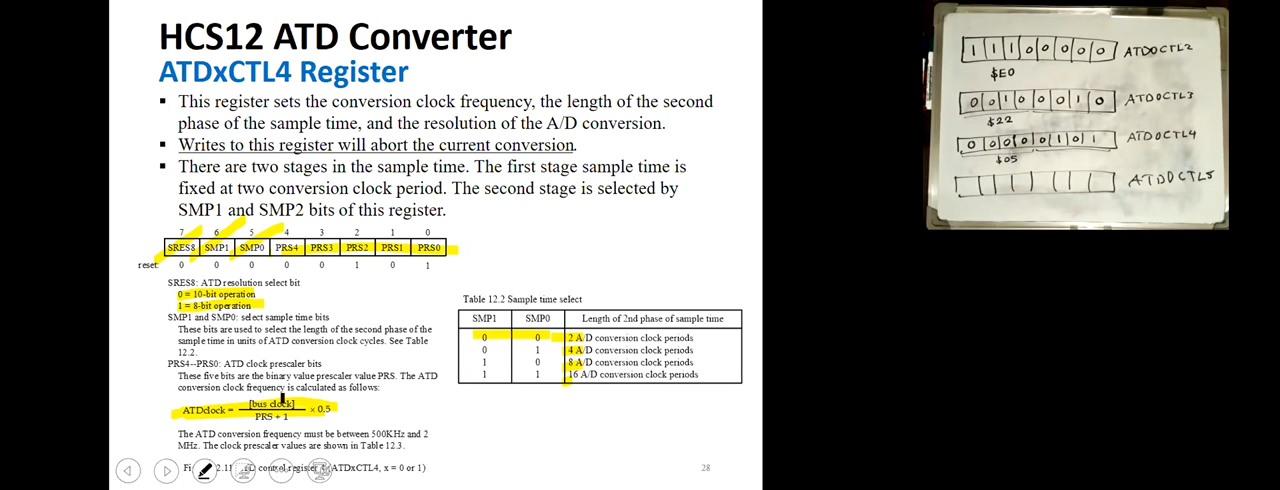 HCS12 ATD Converter
ATDxCTL4 Register
▪ This register sets the conversion clock frequency, the length of the second
phase of the sample time, and the resolution of the A/D conversion.
▪ Writes to this register will abort the current conversion.
▪ There are two stages in the sample time. The first stage sample time is
fixed at two conversion clock period. The second stage is selected by
SMP1 and SMP2 bits of this register.
7 6 5 4 3 2 1 0
SRES8 SMP1 SMP0 PRS4 PRS3 PRS2 PRS1 PRS0
reset: 0 0 0 0 0 1 0 1
SRES8: ATD resolution select bit
0 = 10-bit operation
1 = 8-bit operation
SMP1 and SMP0: select sample time bits
These bits are used to select the length of the second phase of the
sample time in units of ATD conversion clock cycles. See Table
12.2.
PRS4--PRS0: ATD clock prescaler bits
These five bits are the binary value prescaler value PRS. The ATD
conversion clock frequency is calculated as follows:
ATDclock = [bus clock] / PRS + 1 × 0.5
The ATD conversion frequency must be between 500KHz and 2
MHz. The clock prescaler values are shown in Table 12.3.
control register (ATDxCTL4, x = 0 or 1)
Table 12.2 Sample time select
SMP1 SMP0 Length of 2nd phase of sample time
0 0 2 A/D conversion clock periods
0 1 4 A/D conversion clock periods
1 0 8 A/D conversion clock periods
1 1 16 A/D conversion clock periods
28
1 1 1 0 0 0 0 0 ATD0CTL2
$E0
0 0 1 0 0 0 1 0 ATD0CTL3
$22
0 0 0 0 0 1 0 1 ATD0CTL4
$05
ATD0CTL5